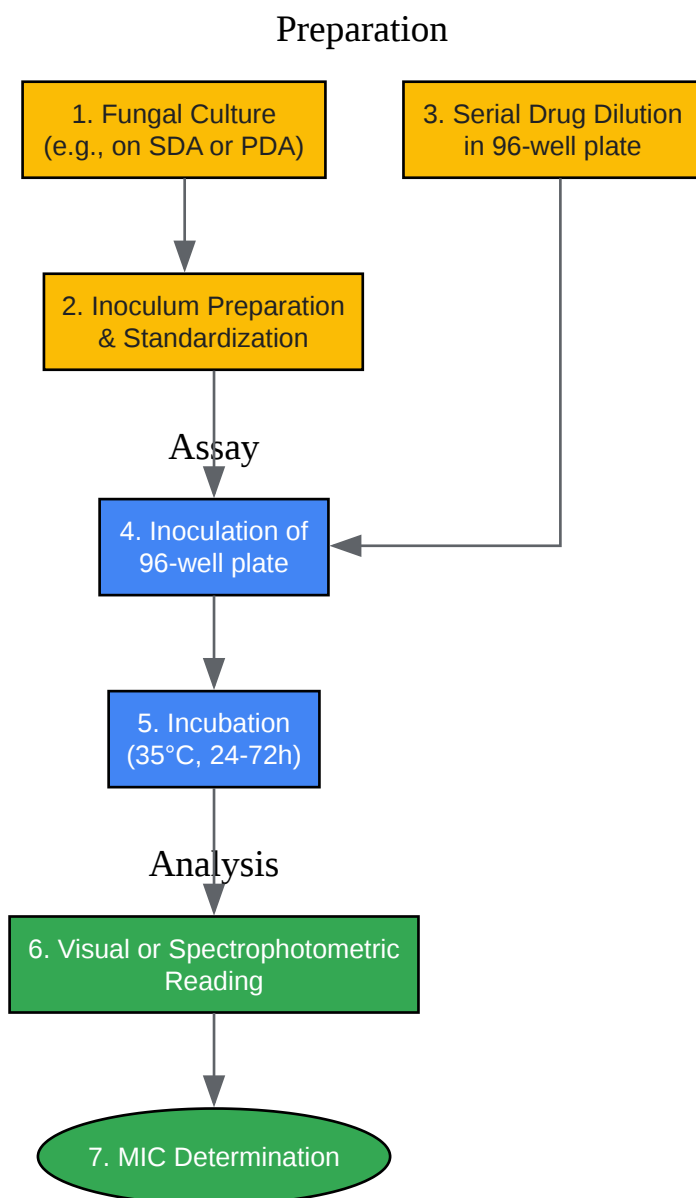 Preparation
1. Fungal Culture
(e.g., on SDA or PDA)
3. Serial Drug Dilution
in 96-well plate
2. Inoculum Preparation
& Standardization
Assay
4. Inoculation of
96-well plate
5. Incubation
(35°C, 24-72h)
Analysis
6. Visual or Spectrophotometric
Reading
7. MIC Determination